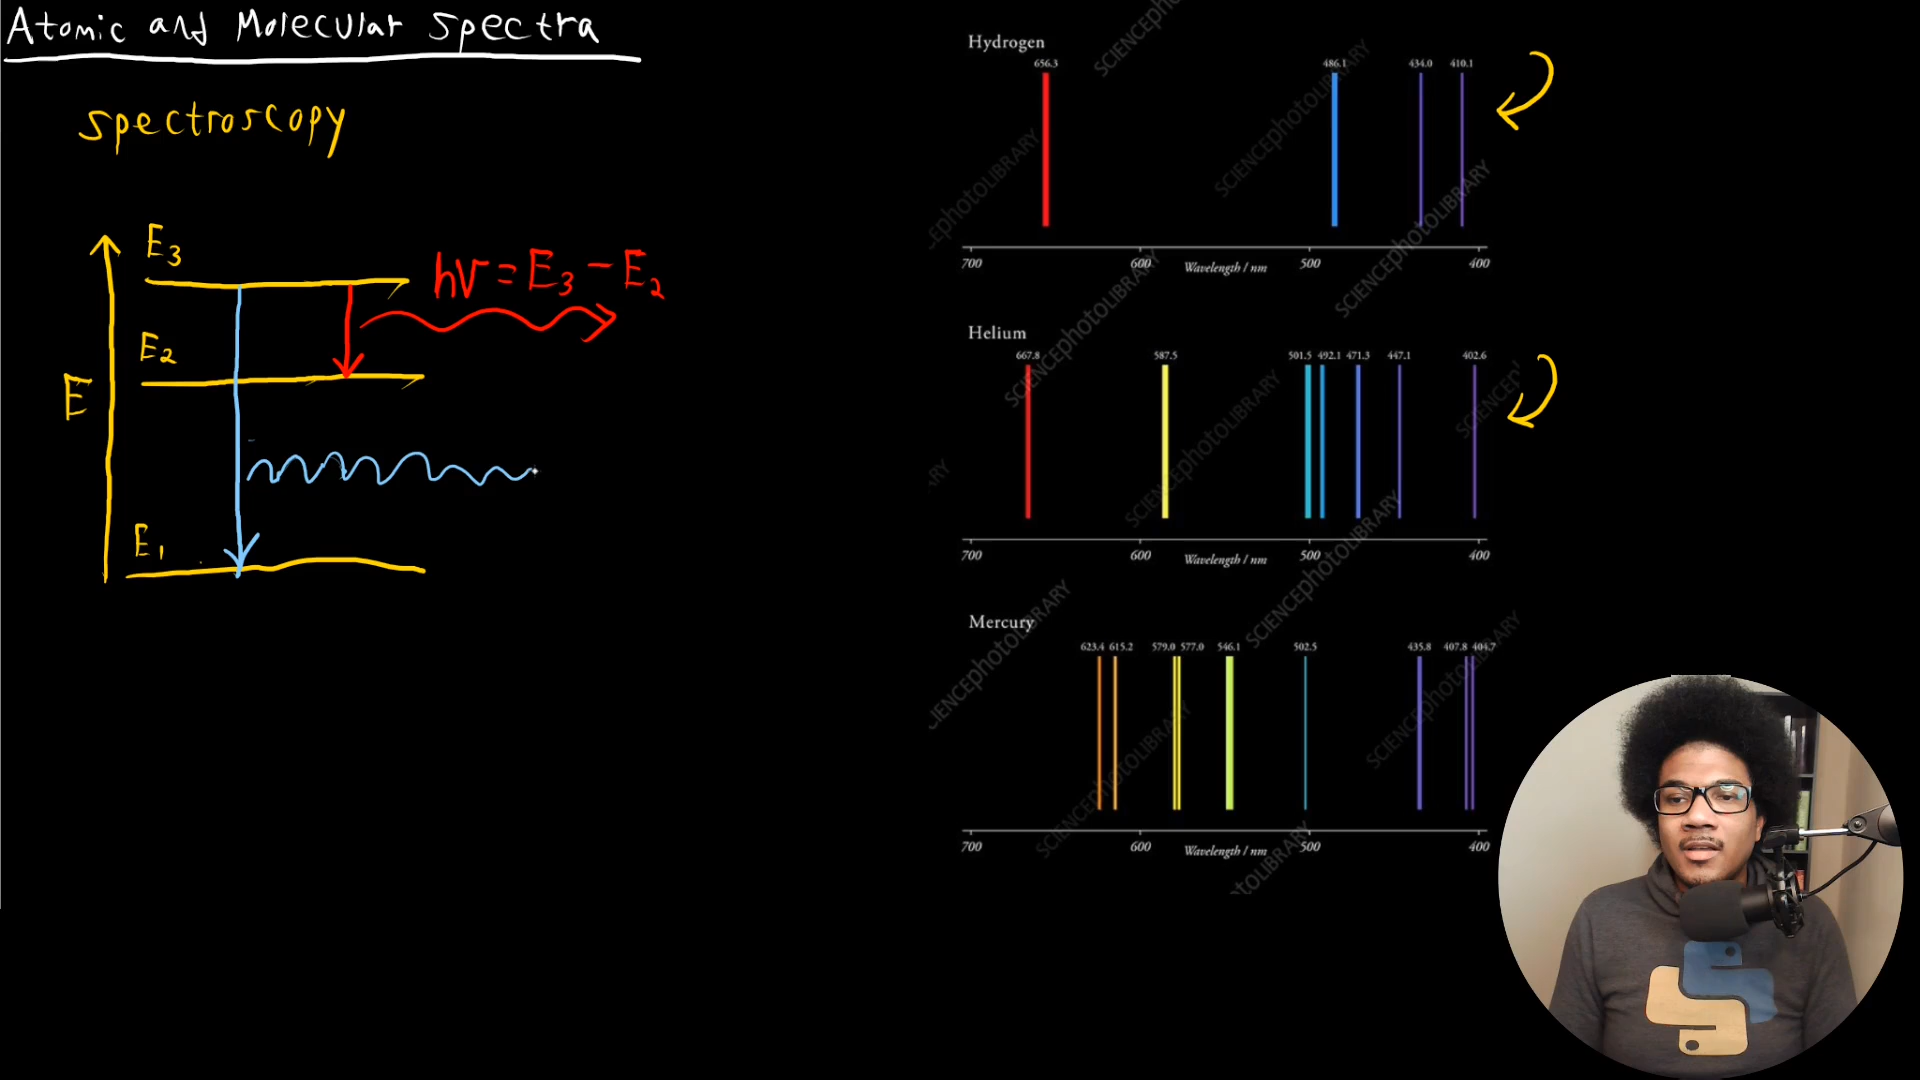 Atomic and Molecular Spectra
Spectroscopy
E3
hν = E3 - E2
E2
E
E1
Hydrogen
656.3 486.1 434.0 410.1
700 600 500 400
Wavelength / nm
Helium
667.8 587.5 501.5 492.1 471.3 447.1 402.6
700 600 500 400
Wavelength / nm
Mercury
623.4 615.2 579.0 577.0 546.1 502.5 435.8 407.8 404.7
700 600 500 400
Wavelength / nm
SCIENCEphotoLIBRARY